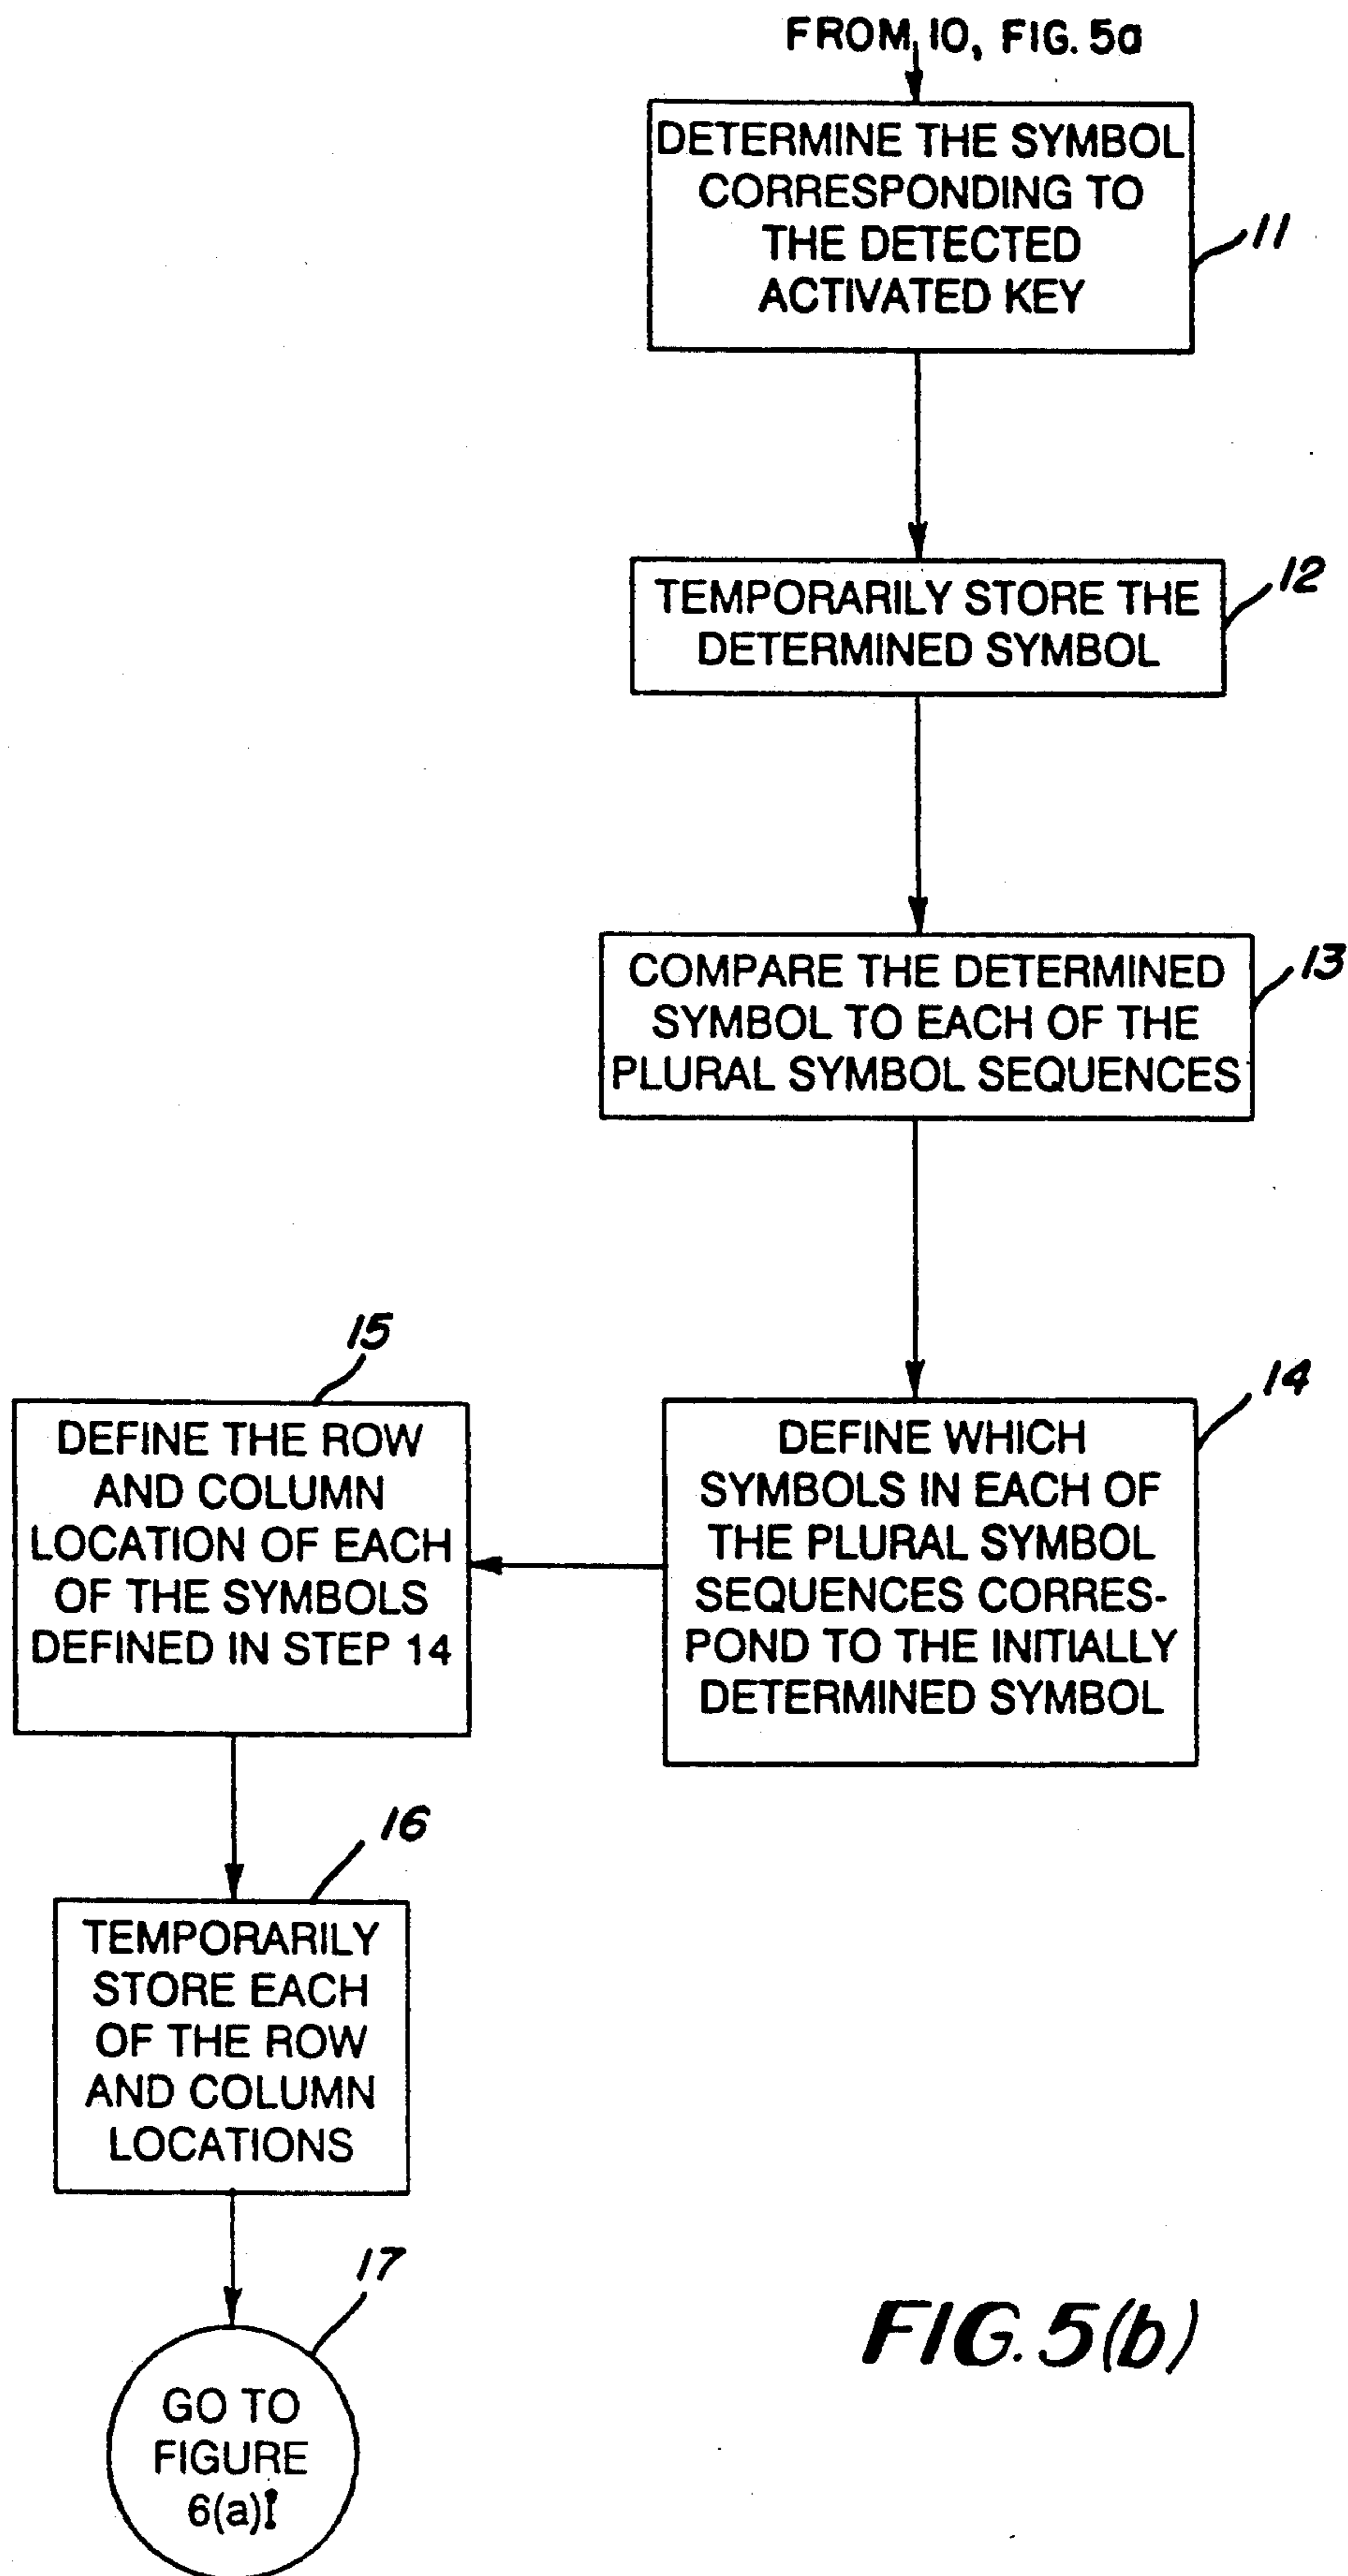 FROM 10, FIG. 5a
DETERMINE THE SYMBOL
CORRESPONDING TO
THE DETECTED
ACTIVATED KEY
11
TEMPORARILY STORE THE
DETERMINED SYMBOL
12
COMPARE THE DETERMINED
SYMBOL TO EACH OF THE
PLURAL SYMBOL SEQUENCES
13
DEFINE WHICH
SYMBOLS IN EACH OF
THE PLURAL SYMBOL
SEQUENCES CORRES-
POND TO THE INITIALLY
DETERMINED SYMBOL
14
15
DEFINE THE ROW
AND COLUMN
LOCATION OF EACH
OF THE SYMBOLS
DEFINED IN STEP 14
16
TEMPORARILY
STORE EACH
OF THE ROW
AND COLUMN
LOCATIONS
17
GO TO
FIGURE
6(a)I
FIG. 5(b)